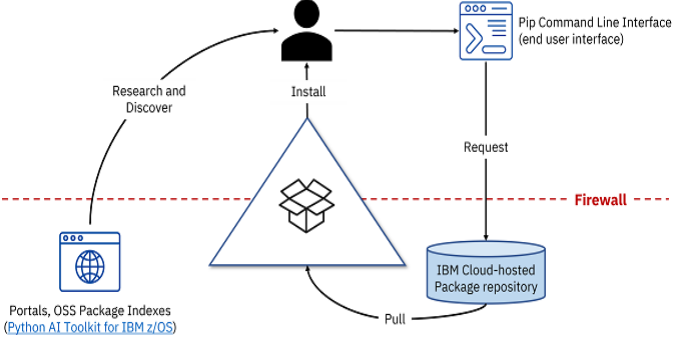 Pip Command Line Interface
(end user interface)
Research and
Discover
Install
Request
Firewall
IBM Cloud-hosted
Package repository
Portals, OSS Package Indexes
(Python AI Toolkit for IBM z/OS)
Pull